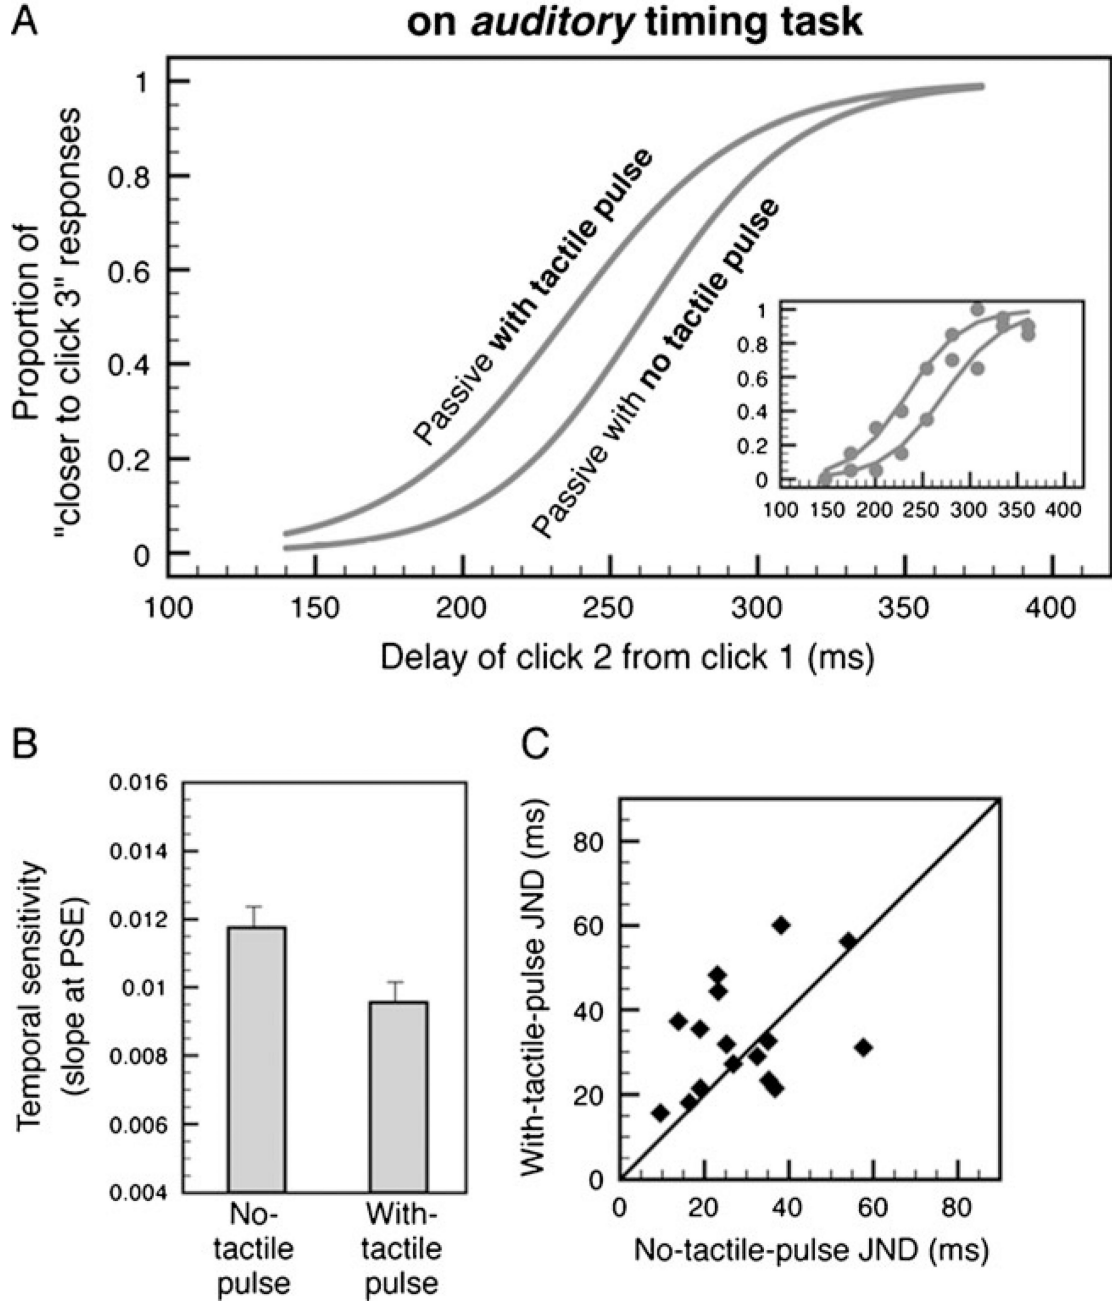 A
on auditory timing task
Proportion of
"closer to click 3" responses
1
0.8
0.6
0.4
0.2
0
Passive with tactile pulse
Passive with no tactile pulse
1
0.8
0.6
0.4
0.2
0
100 150 200 250 300 350 400
100 150 200 250 300 350 400
Delay of click 2 from click 1 (ms)
B
Temporal sensitivity
(slope at PSE)
0.016
0.014
0.012
0.01
0.008
0.006
0.004
No-
tactile
pulse
With-
tactile
pulse
C
With-tactile-pulse JND (ms)
80
60
40
20
0
0 20 40 60 80
No-tactile-pulse JND (ms)